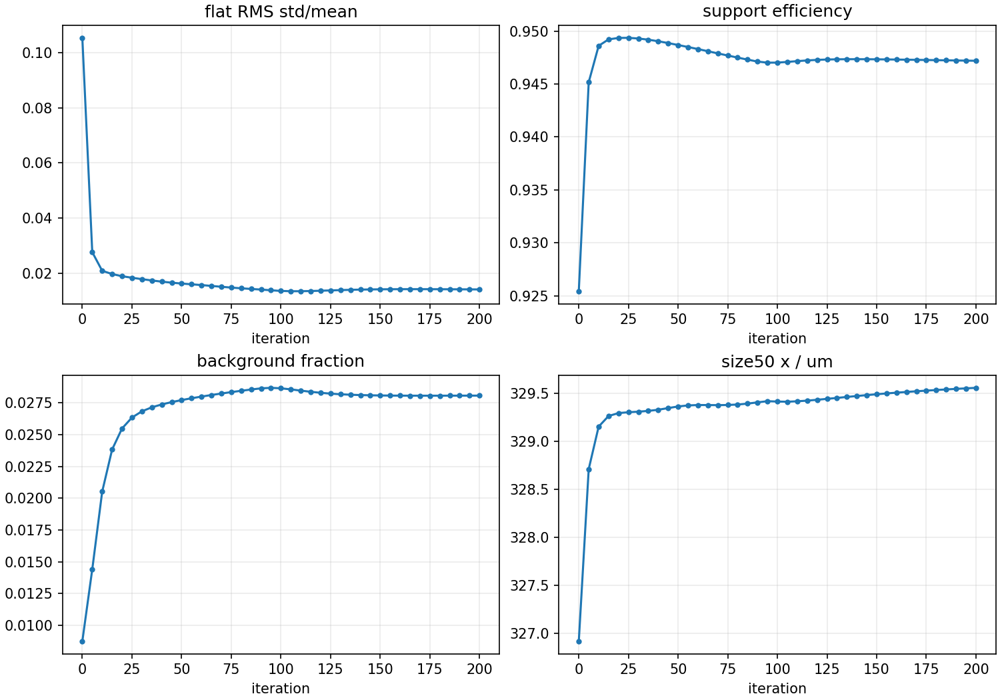 flat RMS std/mean
0.10
0.08
0.06
0.04
0.02
0 25 50 75 100 125 150 175 200
iteration
support efficiency
0.950
0.945
0.940
0.935
0.930
0.925
0 25 50 75 100 125 150 175 200
iteration
background fraction
0.0275
0.0250
0.0225
0.0200
0.0175
0.0150
0.0125
0.0100
0 25 50 75 100 125 150 175 200
iteration
size50 x / um
329.5
329.0
328.5
328.0
327.5
327.0
0 25 50 75 100 125 150 175 200
iteration